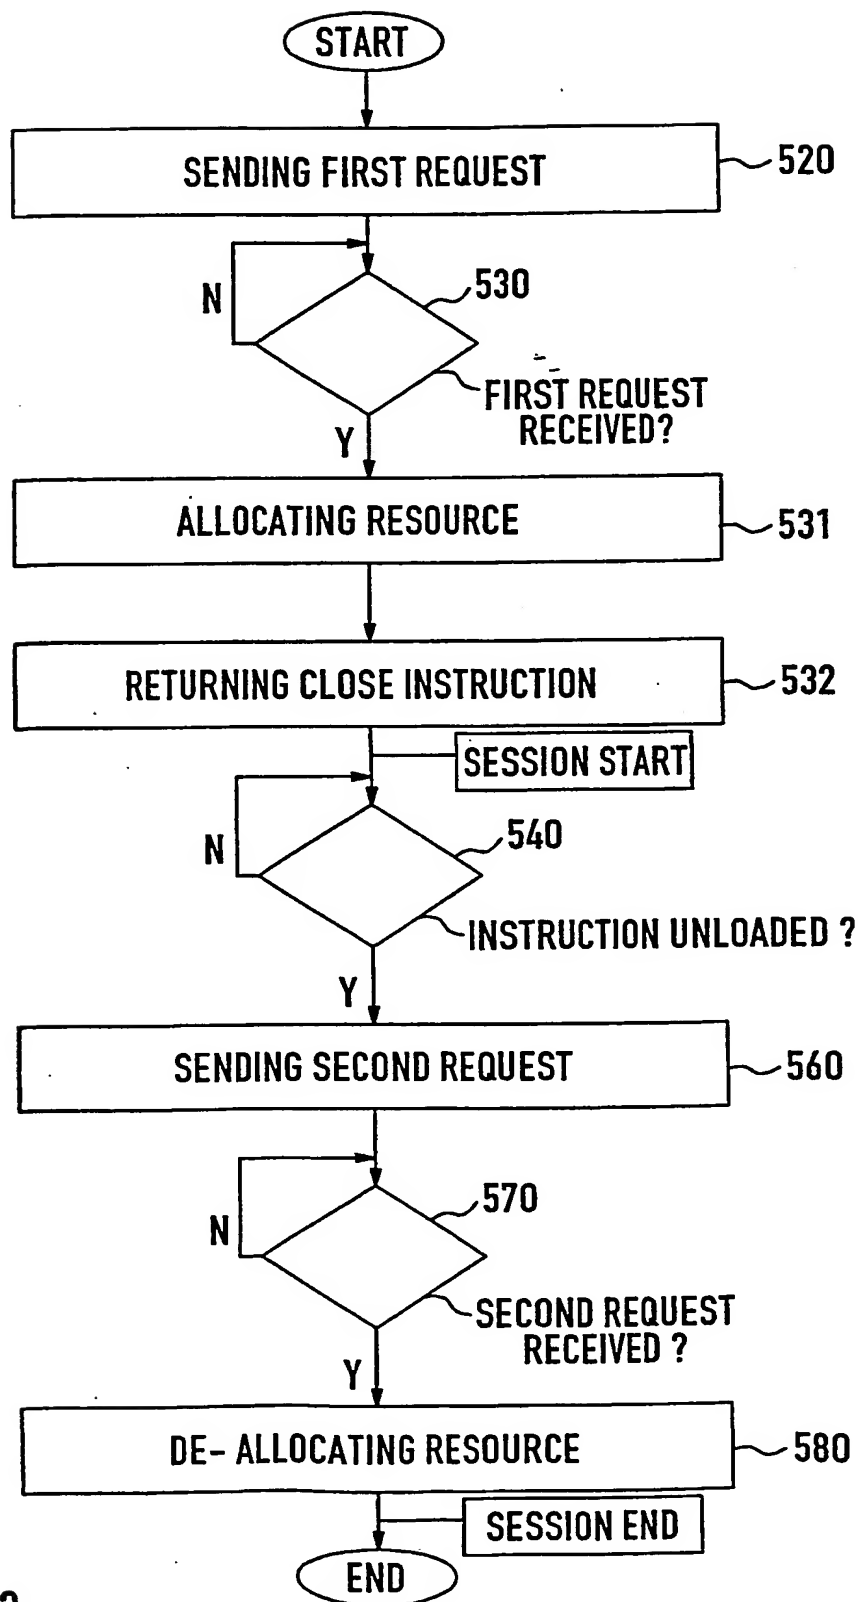 START
SENDING FIRST REQUEST
520
530
N
FIRST REQUEST
RECEIVED?
Y
ALLOCATING RESOURCE
531
RETURNING CLOSE INSTRUCTION
532
SESSION START
540
N
INSTRUCTION UNLOADED ?
Y
SENDING SECOND REQUEST
560
570
N
SECOND REQUEST
RECEIVED ?
Y
DE- ALLOCATING RESOURCE
580
SESSION END
END